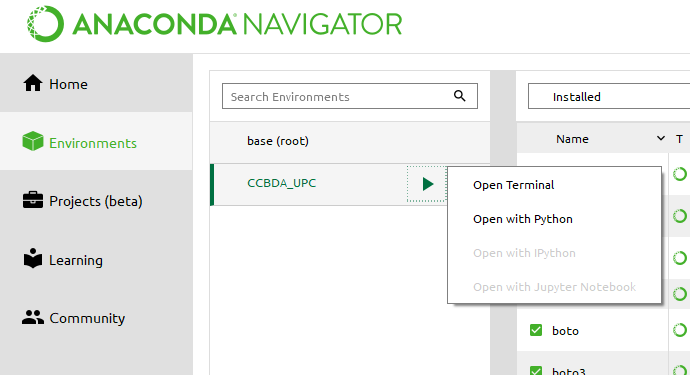 ANACONDA NAVIGATOR
Home
Environments
Projects (beta)
Learning
Community
Search Environments
base (root)
CCBDA_UPC
Open Terminal
Open with Python
Open with IPython
Open with Jupyter Notebook
Installed
Name T
boto
boto3